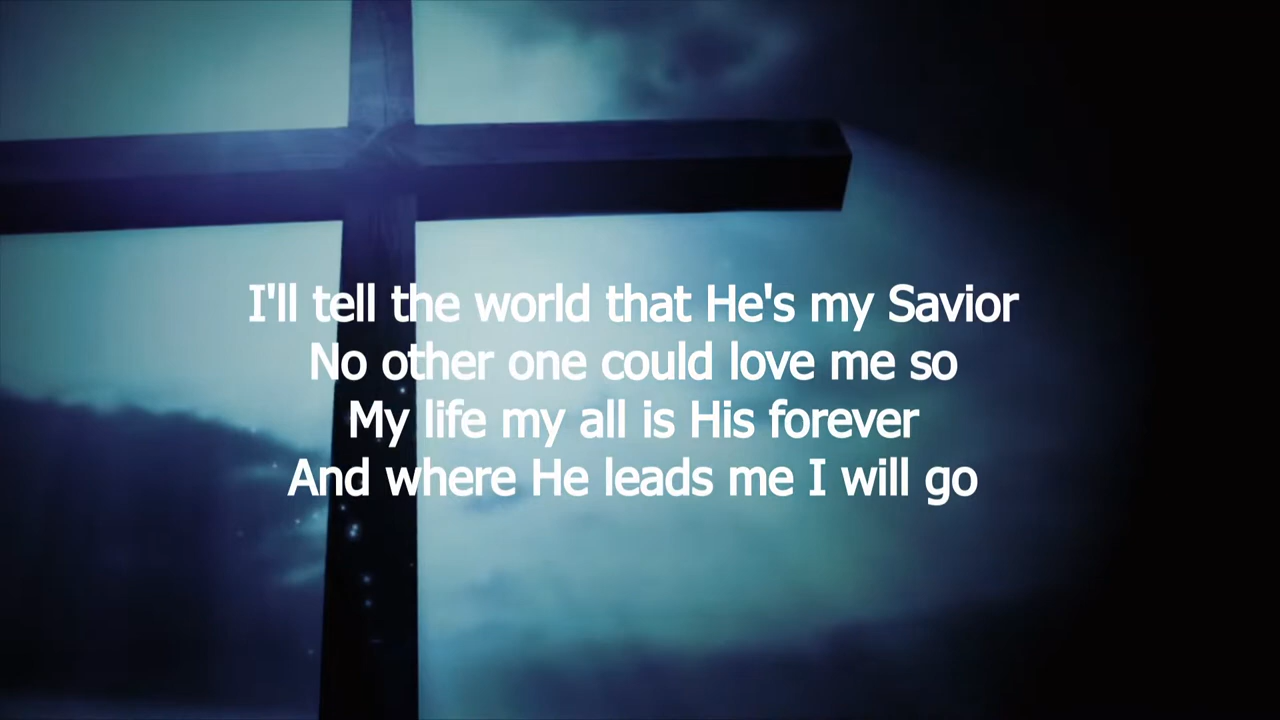 I'll tell the world that He's my Savior
No other one could love me so
My life my all is His forever
And where He leads me I will go